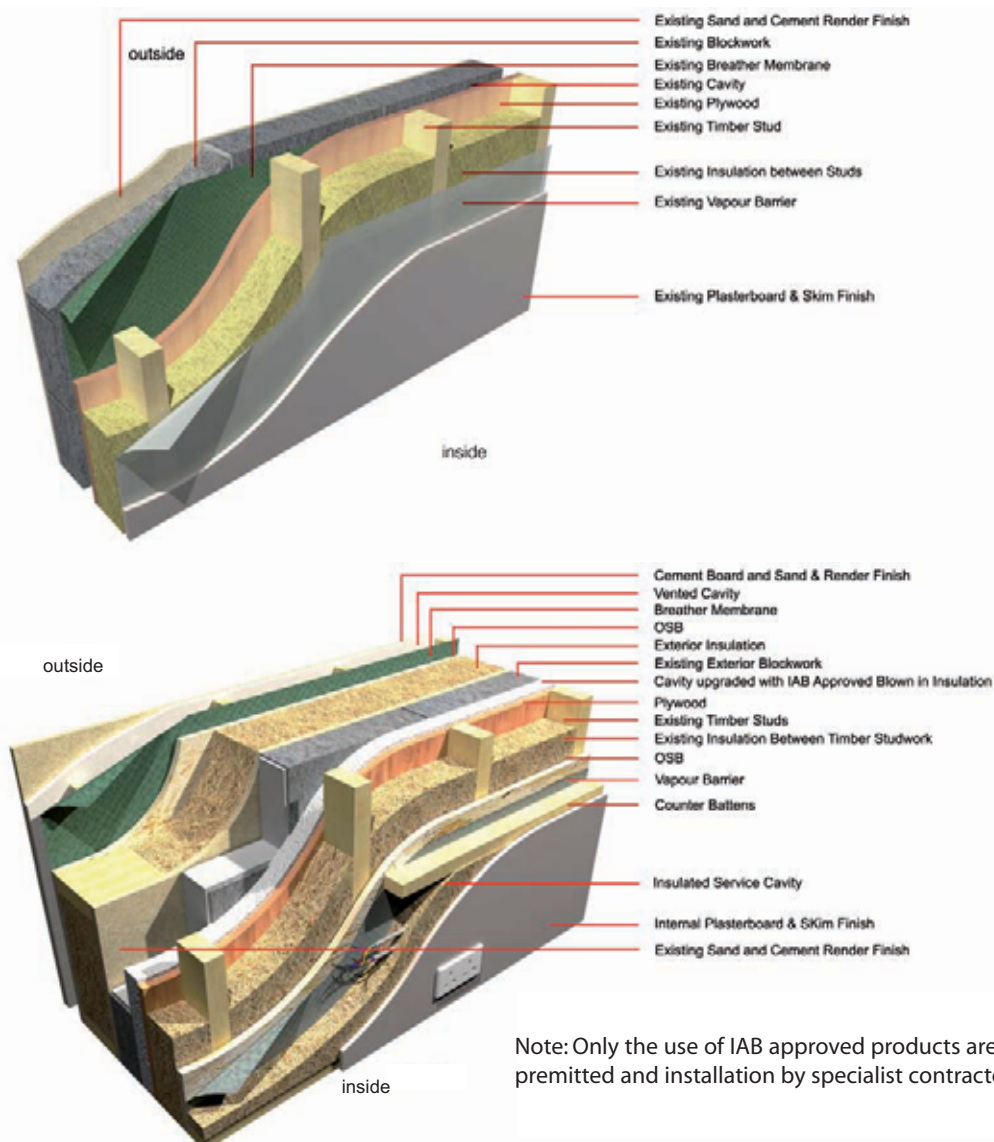 Existing Sand and Cement Render Finish
outside
Existing Blockwork
Existing Breather Membrane
Existing Cavity
Existing Plywood
Existing Timber Stud
Existing Insulation between Studs
Existing Vapour Barrier
Existing Plasterboard & Skim Finish
inside
Cement Board and Sand & Render Finish
Vented Cavity
Breather Membrane
OSB
outside
Exterior Insulation
Existing Exterior Blockwork
Cavity upgraded with IAB Approved Blown in Insulation
Plywood
Existing Timber Studs
Existing Insulation Between Timber Studwork
OSB
Vapour Barrier
Counter Battens
Insulated Service Cavity
Internal Plasterboard & SKim Finish
Existing Sand and Cement Render Finish
Note: Only the use of IAB approved products are
premitted and installation by specialist
inside